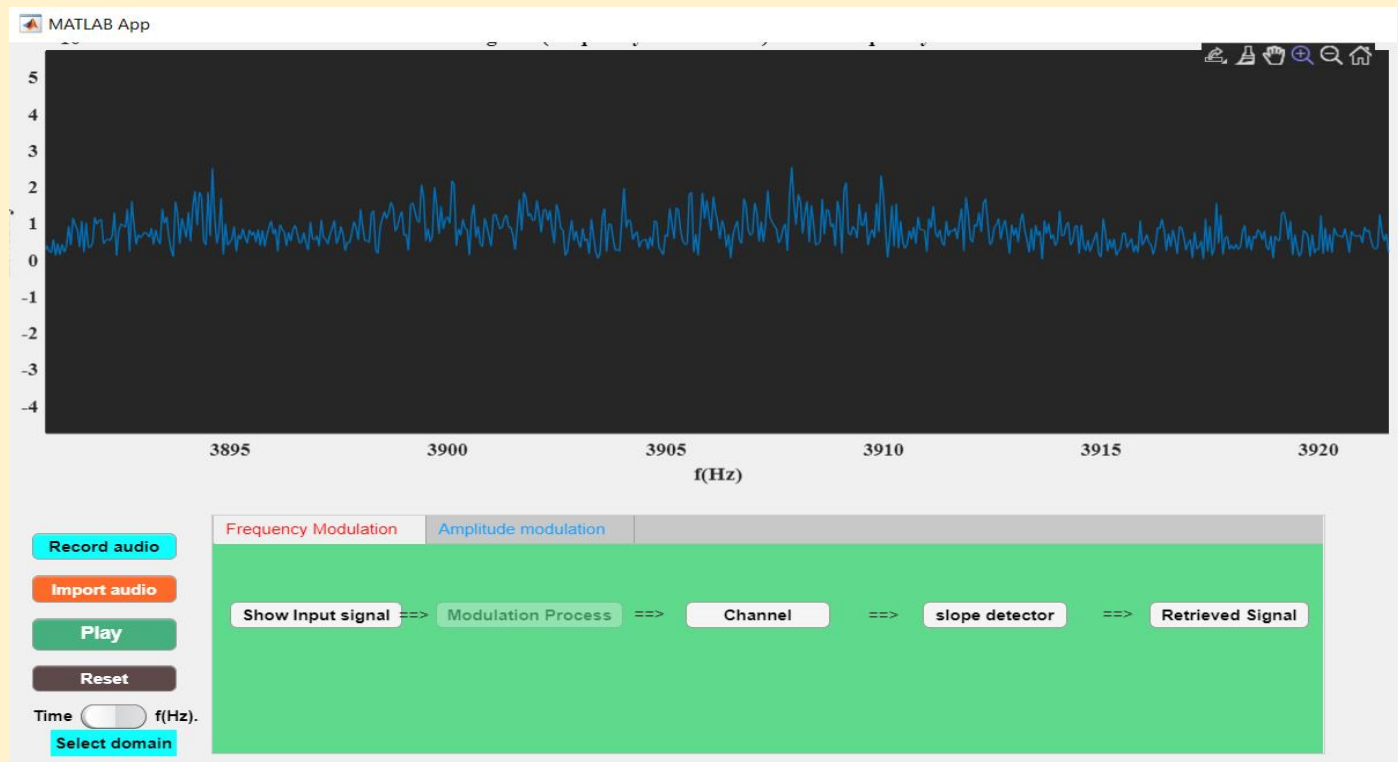 MATLAB App
5
4
3
2
1
0
-1
-2
-3
-4
3895 3900 3905 3910 3915 3920
f(Hz)
Frequency Modulation Amplitude modulation
Record audio
Import audio
Show Input signal ==> Modulation Process ==> Channel ==> slope detector ==> Retrieved Signal
Play
Reset
Time f(Hz).
Select domain